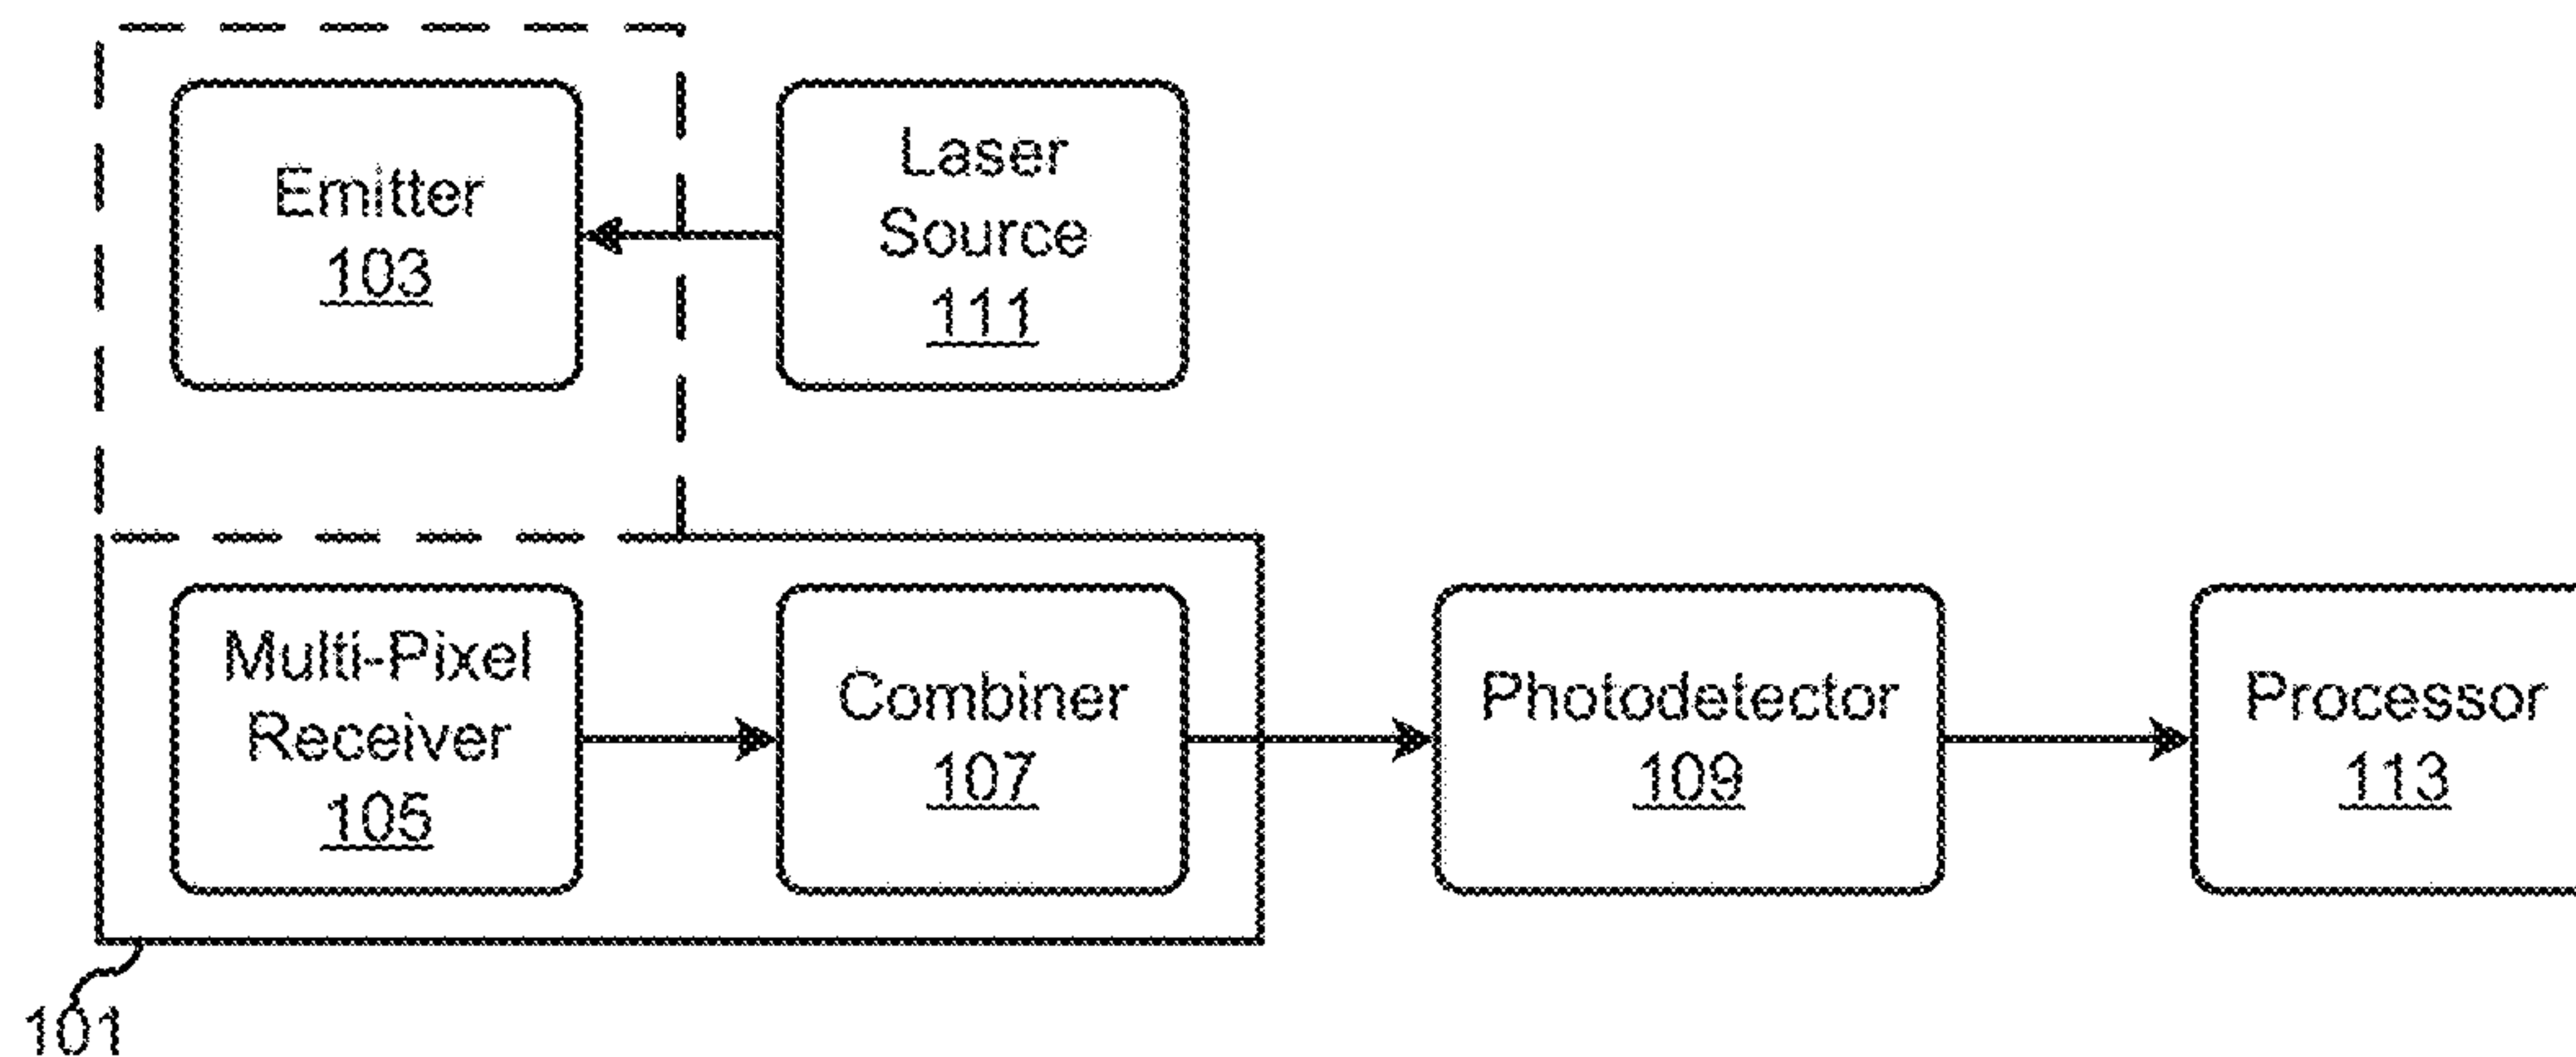 Emitter
103
Laser
Source
111
Multi-Pixel
Receiver
105
Combiner
107
Photodetector
109
Processor
113
101